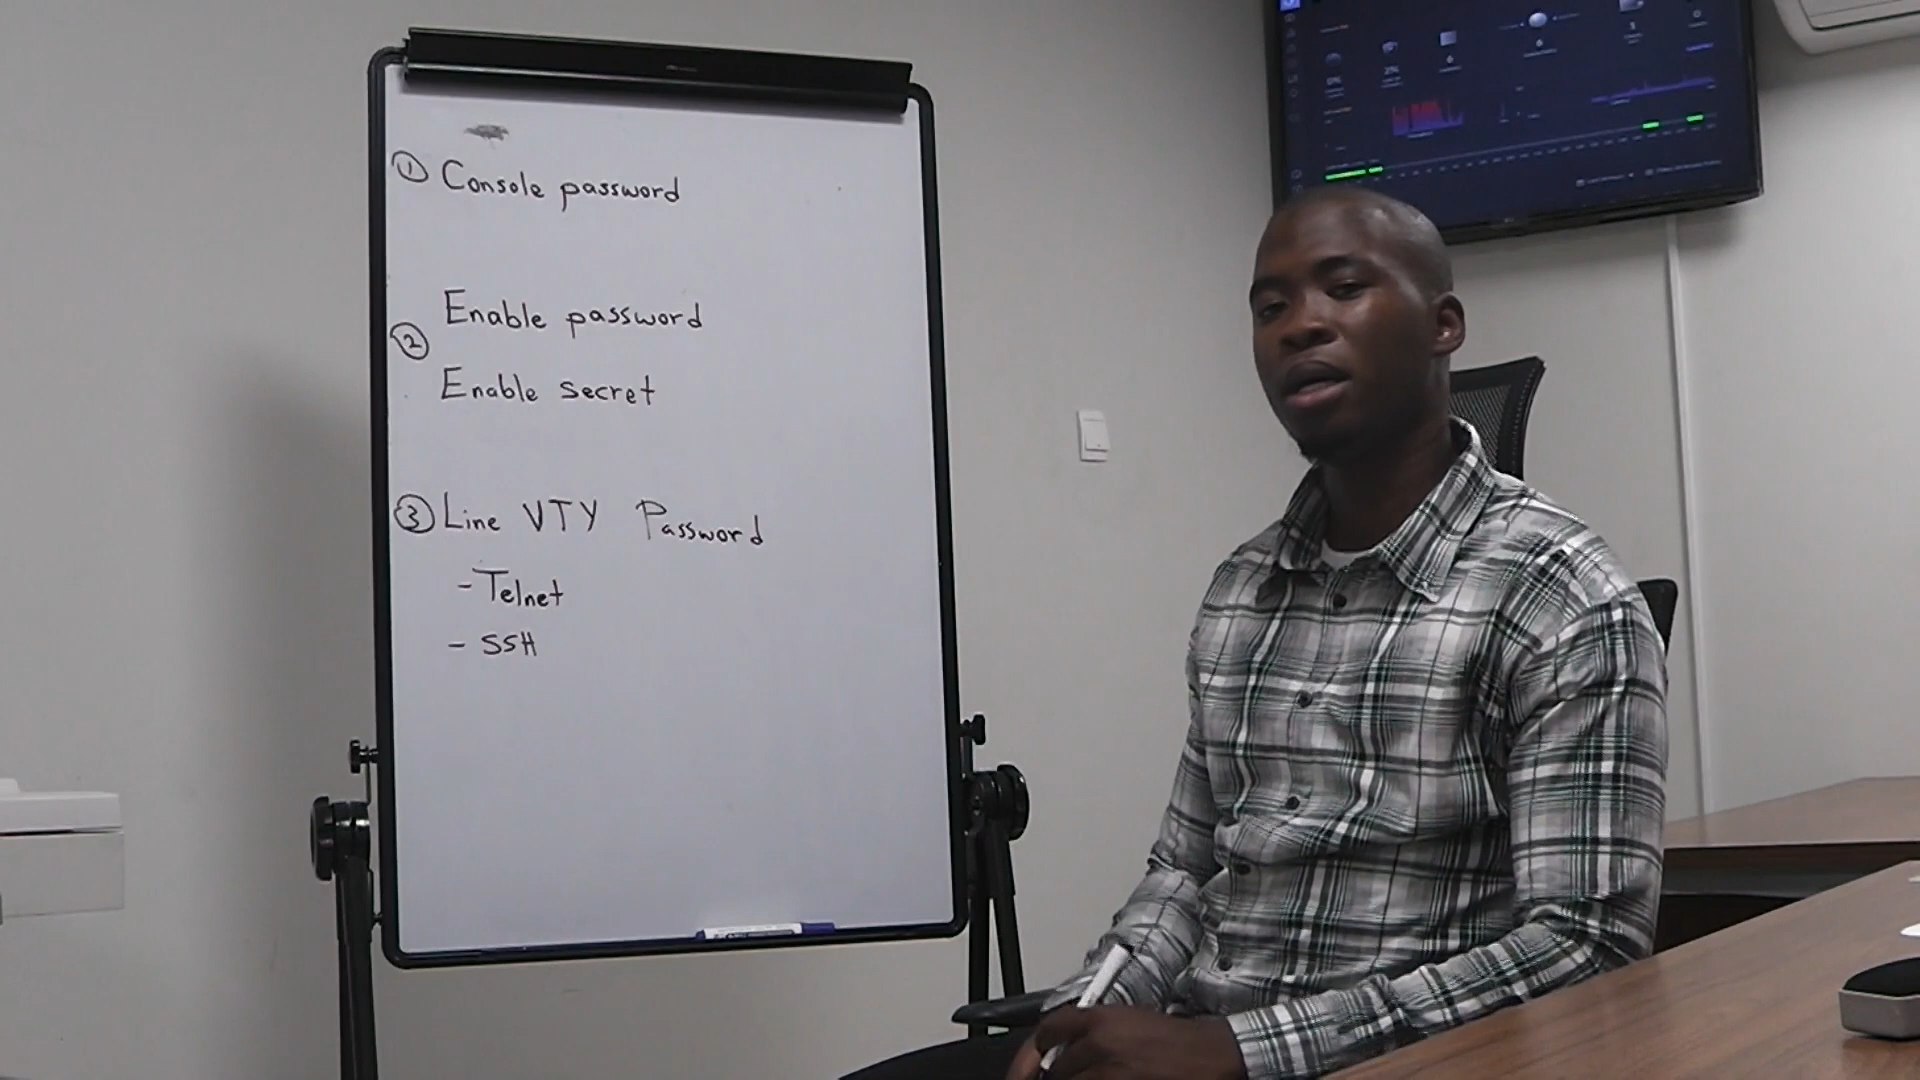 ① Console password
Enable password
②
Enable secret
③ Line VTY Password
- Telnet
- SSH